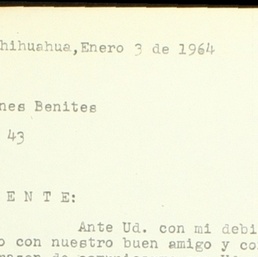 hihuahua,Enero 3 de 1964
nes Benites
43
E N T E:
Ante Ud. con mi debi
o con nuestro buen amigo y co